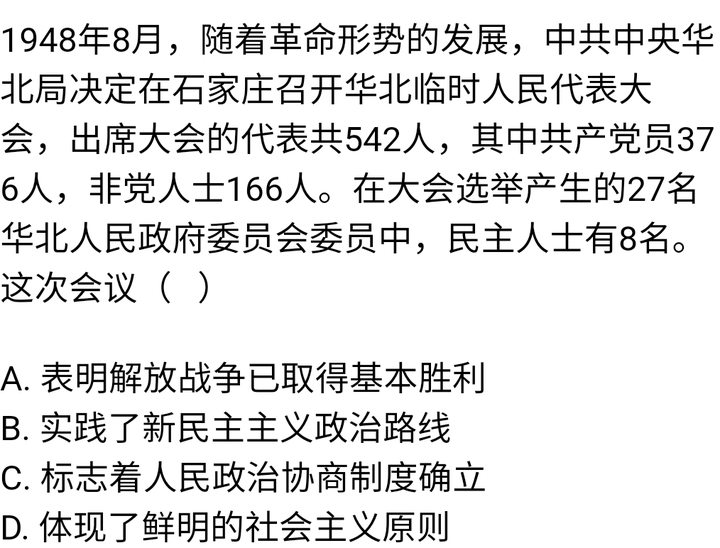 1948年8月，随着革命形势的发展，中共中央华
北局决定在石家庄召开华北临时人民代表大
会，出席大会的代表共542人，其中共产党员37
6人，非党人士166人。在大会选举产生的27名
华北人民政府委员会委员中，民主人士有8名。
这次会议（  ）
A. 表明解放战争已取得基本胜利
B. 实践了新民主主义政治路线
C. 标志着人民政治协商制度确立
D. 体现了鲜明的社会主义原则